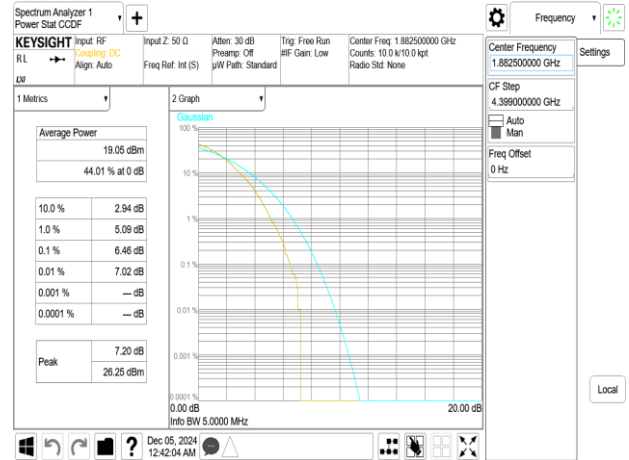 Spectrum Analyzer 1
Power Stat CCDF
Frequency
KEYSIGHT
RL
Input: RF
Coupling: DC
Align: Auto
Input Z: 50 Ω
Freq Ref: Int (S)
Atten: 30 dB
Preamp: Off
µW Path: Standard
Trig: Free Run
#IF Gain: Low
Center Freq: 1.882500000 GHz
Counts: 10.0 k/10.0 kpt
Radio Std: None
Center Frequency
1.882500000 GHz
Settings
CF Step
4.399000000 GHz
Auto
Man
Freq Offset
0 Hz
Local
1 Metrics
Average Power
19.05 dBm
44.01 % at 0 dB
10.0 % 2.94 dB
1.0 % 5.09 dB
0.1 % 6.46 dB
0.01 % 7.02 dB
0.001 % --- dB
0.0001 % --- dB
Peak
7.20 dB
26.25 dBm
2 Graph
Gaussian
100 %
10 %
1 %
0.1 %
0.01 %
0.001 %
0.0001 %
0.00 dB 20.00 dB
Info BW 5.0000 MHz
Dec 05, 2024
12:42:04 AM